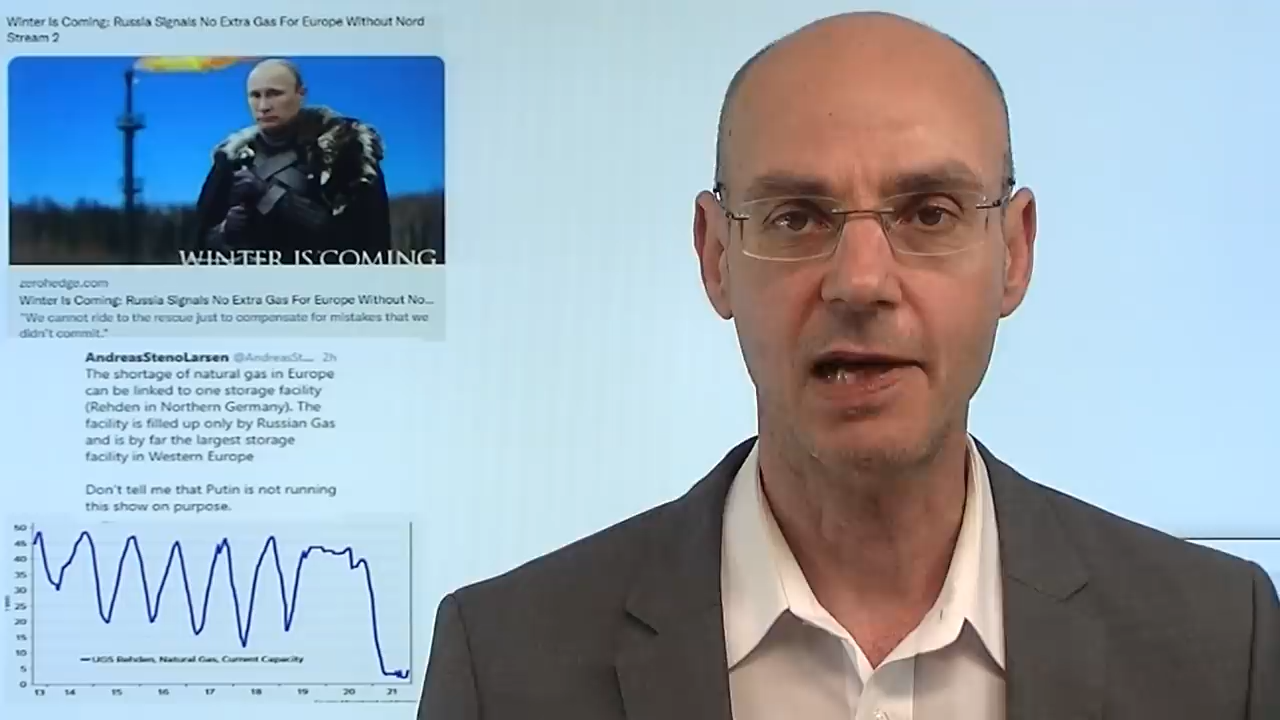 Winter Is Coming: Russia Signals No Extra Gas For Europe Without Nord
Stream 2
WINTER IS COMING
zerohedge.com
Winter Is Coming: Russia Signals No Extra Gas For Europe Without No...
"We cannot ride to the rescue just to compensate for mistakes that we
didn't commit."
AndreasStenoLarsen @AndreasSt... 2h
The shortage of natural gas in Europe
can be linked to one storage facility
(Rehden in Northern Germany). The
facility is filled up only by Russian Gas
and is by far the largest storage
facility in Western Europe
Don't tell me that Putin is not running
this show on purpose.
50
45
40
35
30
25
20
15
10
5
0
UGS Rehden, Natural Gas, Current Capacity
13 14 15 16 17 18 19 20 21